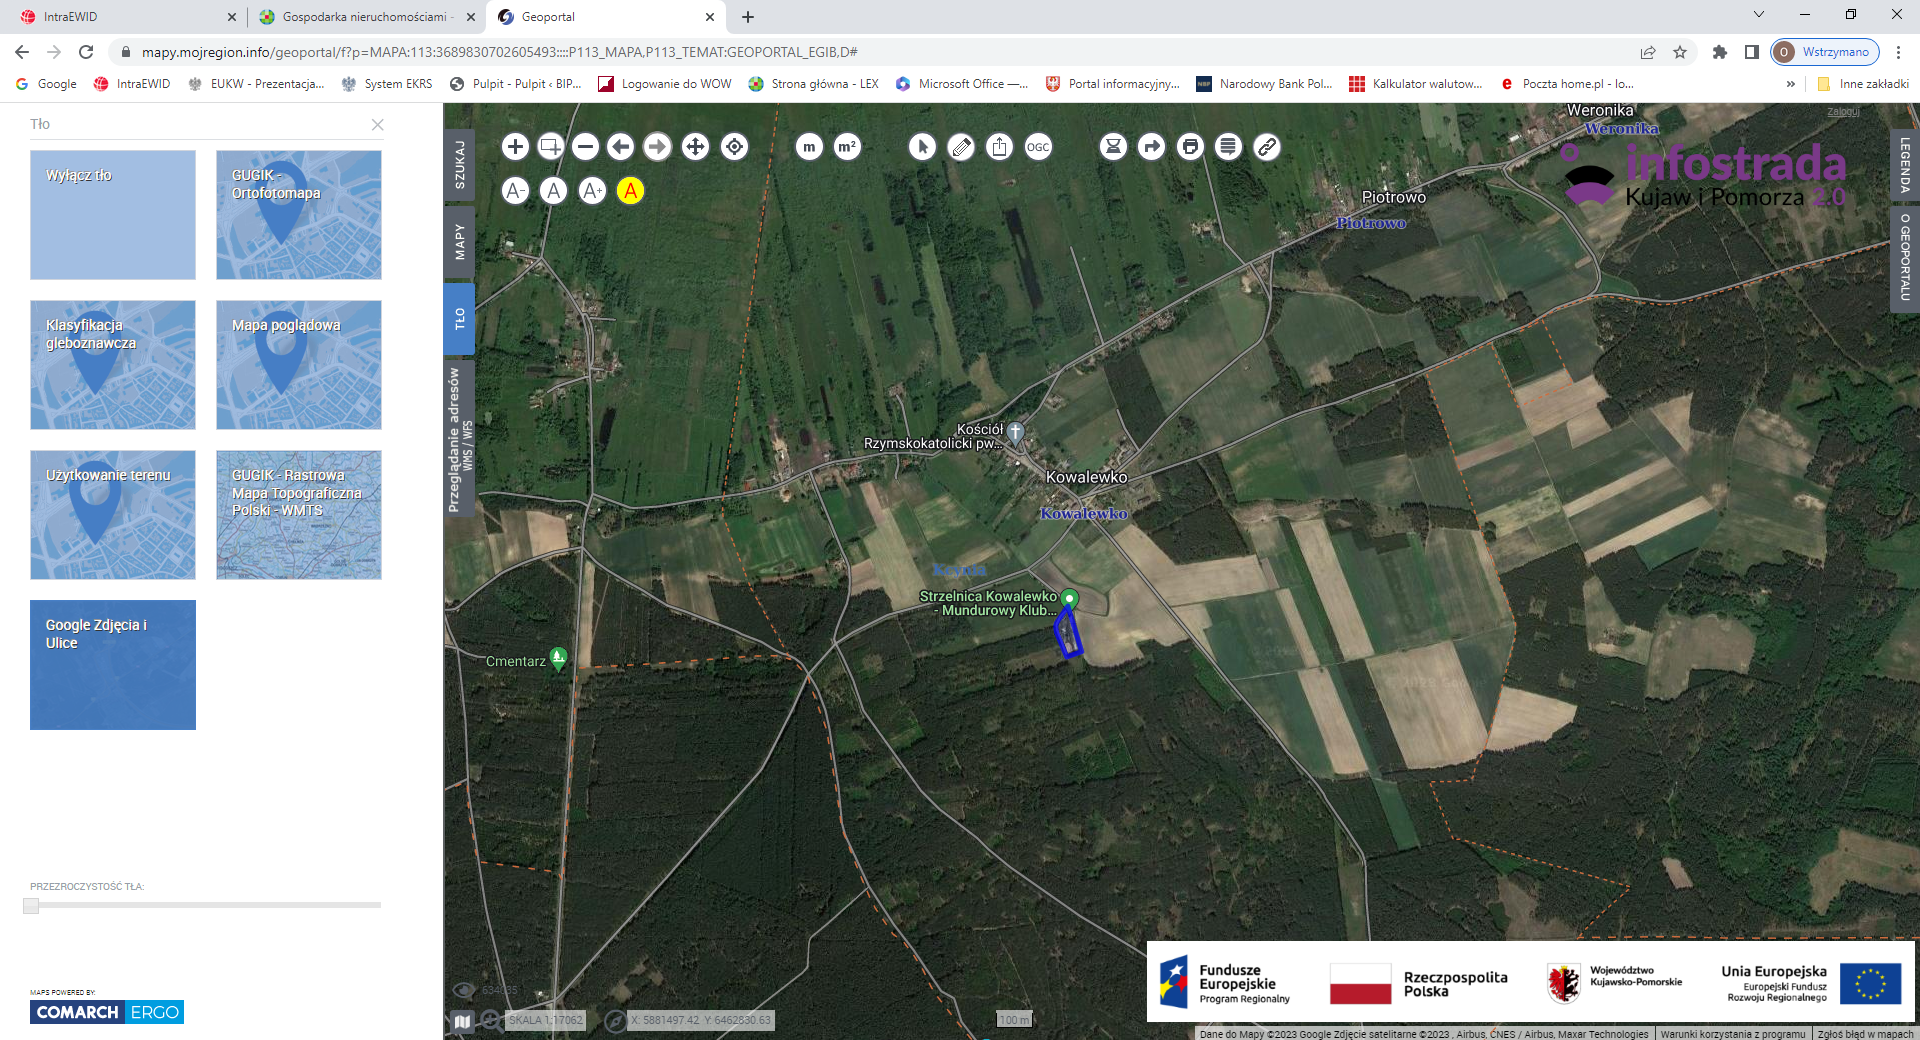 IntraEWID
Gospodarka nieruchomościami -
Geoportal
mapy.mojregion.info/geoportal/f?p=MAPA:113:3689830702605493::::P113_MAPA,P113_TEMAT:GEOPORTAL_EGIB,D#
O Wstrzymano
Google
IntraEWID
EUKW - Prezentacja...
System EKRS
Pulpit - Pulpit ‹ BIP...
Logowanie do WOW
Strona główna - LEX
Microsoft Office —...
Portal informacyjny...
Narodowy Bank Pol...
Kalkulator walutow...
Poczta home.pl - lo...
»
Inne zakładki
Tło
Wyłącz tło
GUGIK -
Ortofotomapa
Klasyfikacja
gleboznawcza
Mapa poglądowa
Użytkowanie terenu
GUGIK - Rastrowa
Mapa Topograficzna
Polski - WMTS
Google Zdjęcia i
Ulice
PRZEZROCZYSTOŚĆ TŁA:
MAPS POWERED BY:
COMARCH ERGO
SZUKAJ
MAPY
TŁO
Przeglądanie adresów
WMS / WFS
m
m²
OGC
A-
A
A+
A
Zaloguj
LEGENDA
O GEOPORTALU
infostrada
Kujaw i Pomorza 2.0
Weronika
Weronika
Piotrowo
Piotrowo
Kościół
Rzymskokatolicki pw...
Kowalewko
Kowalewko
Kcynia
Strzelnica Kowalewko
- Mundurowy Klub...
Cmentarz
SKALA 1:17062
X: 5881497.42 Y: 6462830.63
100 m
Fundusze
Europejskie
Program Regionalny
Rzeczpospolita
Polska
Województwo
Kujawsko-Pomorskie
Unia Europejska
Europejski Fundusz
Rozwoju Regionalnego
Dane do Mapy ©2023 Google Zdjęcie satelitarne ©2023 , Airbus, CNES / Airbus, Maxar Technologies
Warunki korzystania z programu
Zgłoś błąd w mapach